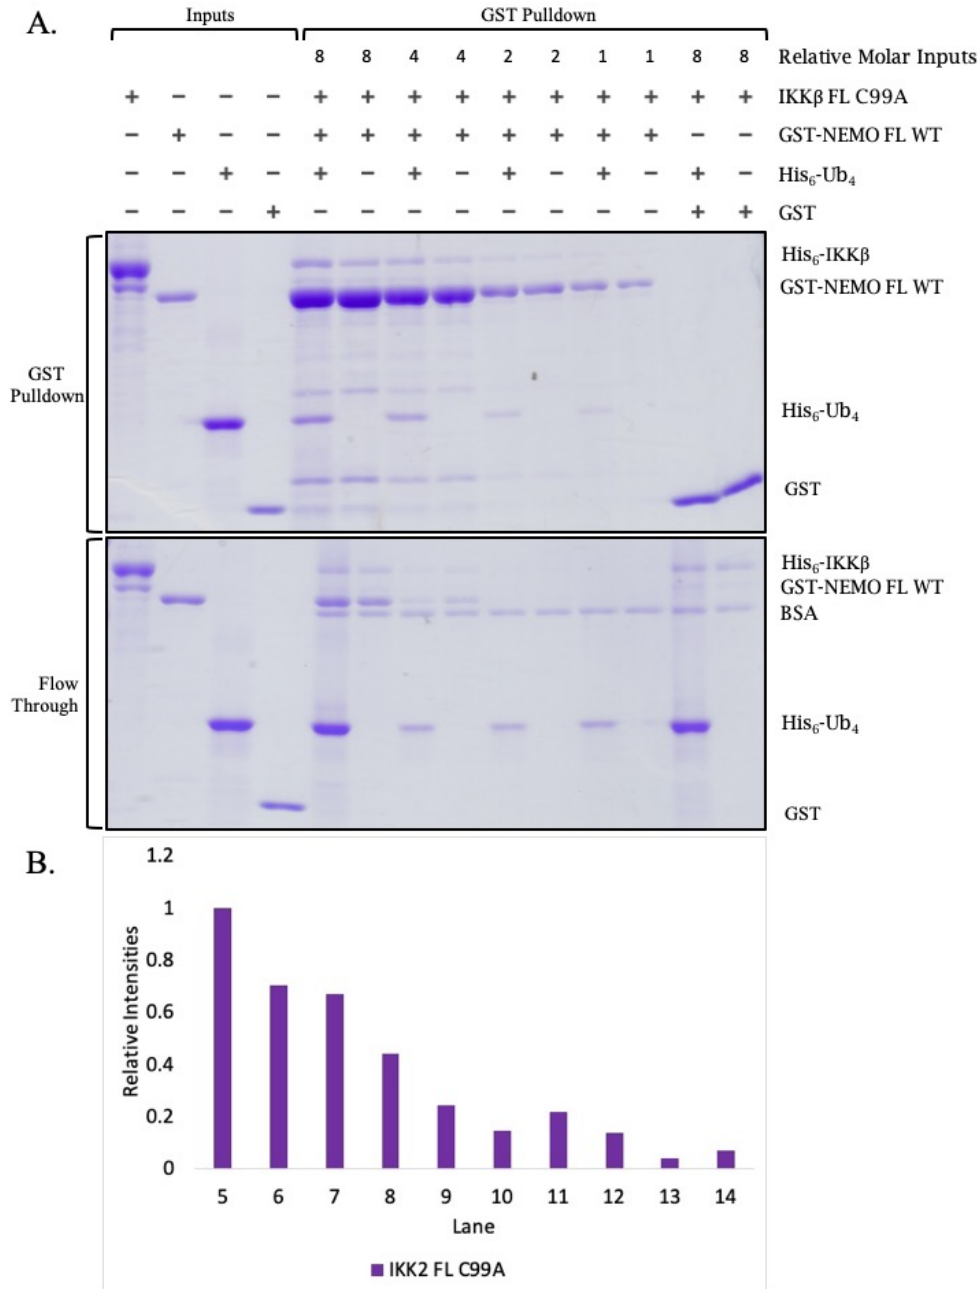 A.
Inputs GST Pulldown
8 8 4 4 2 2 1 1 8 8 Relative Molar Inputs
+ − − − + + + + + + + + + + IKKβ FL C99A
− + − − + + + + + + + + − − GST-NEMO FL WT
− − + − + − + − + − + − + − His₆-Ub₄
− − − + − − − − − − − − + + GST
GST Pulldown
His₆-IKKβ
GST-NEMO FL WT
His₆-Ub₄
GST
Flow Through
His₆-IKKβ
GST-NEMO FL WT
BSA
His₆-Ub₄
GST
B.
Relative Intensities
1.2
1
0.8
0.6
0.4
0.2
0
5 6 7 8 9 10 11 12 13 14
Lane
IKK2 FL C99A